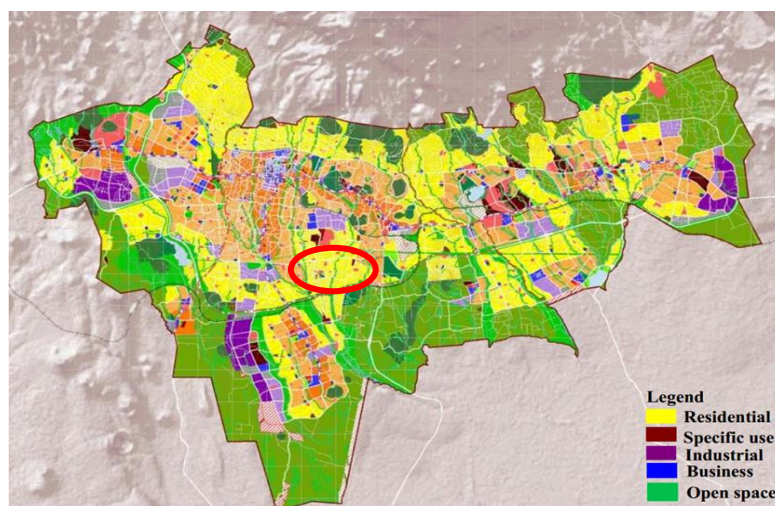 Legend
Residential
Specific use
Industrial
Business
Open space